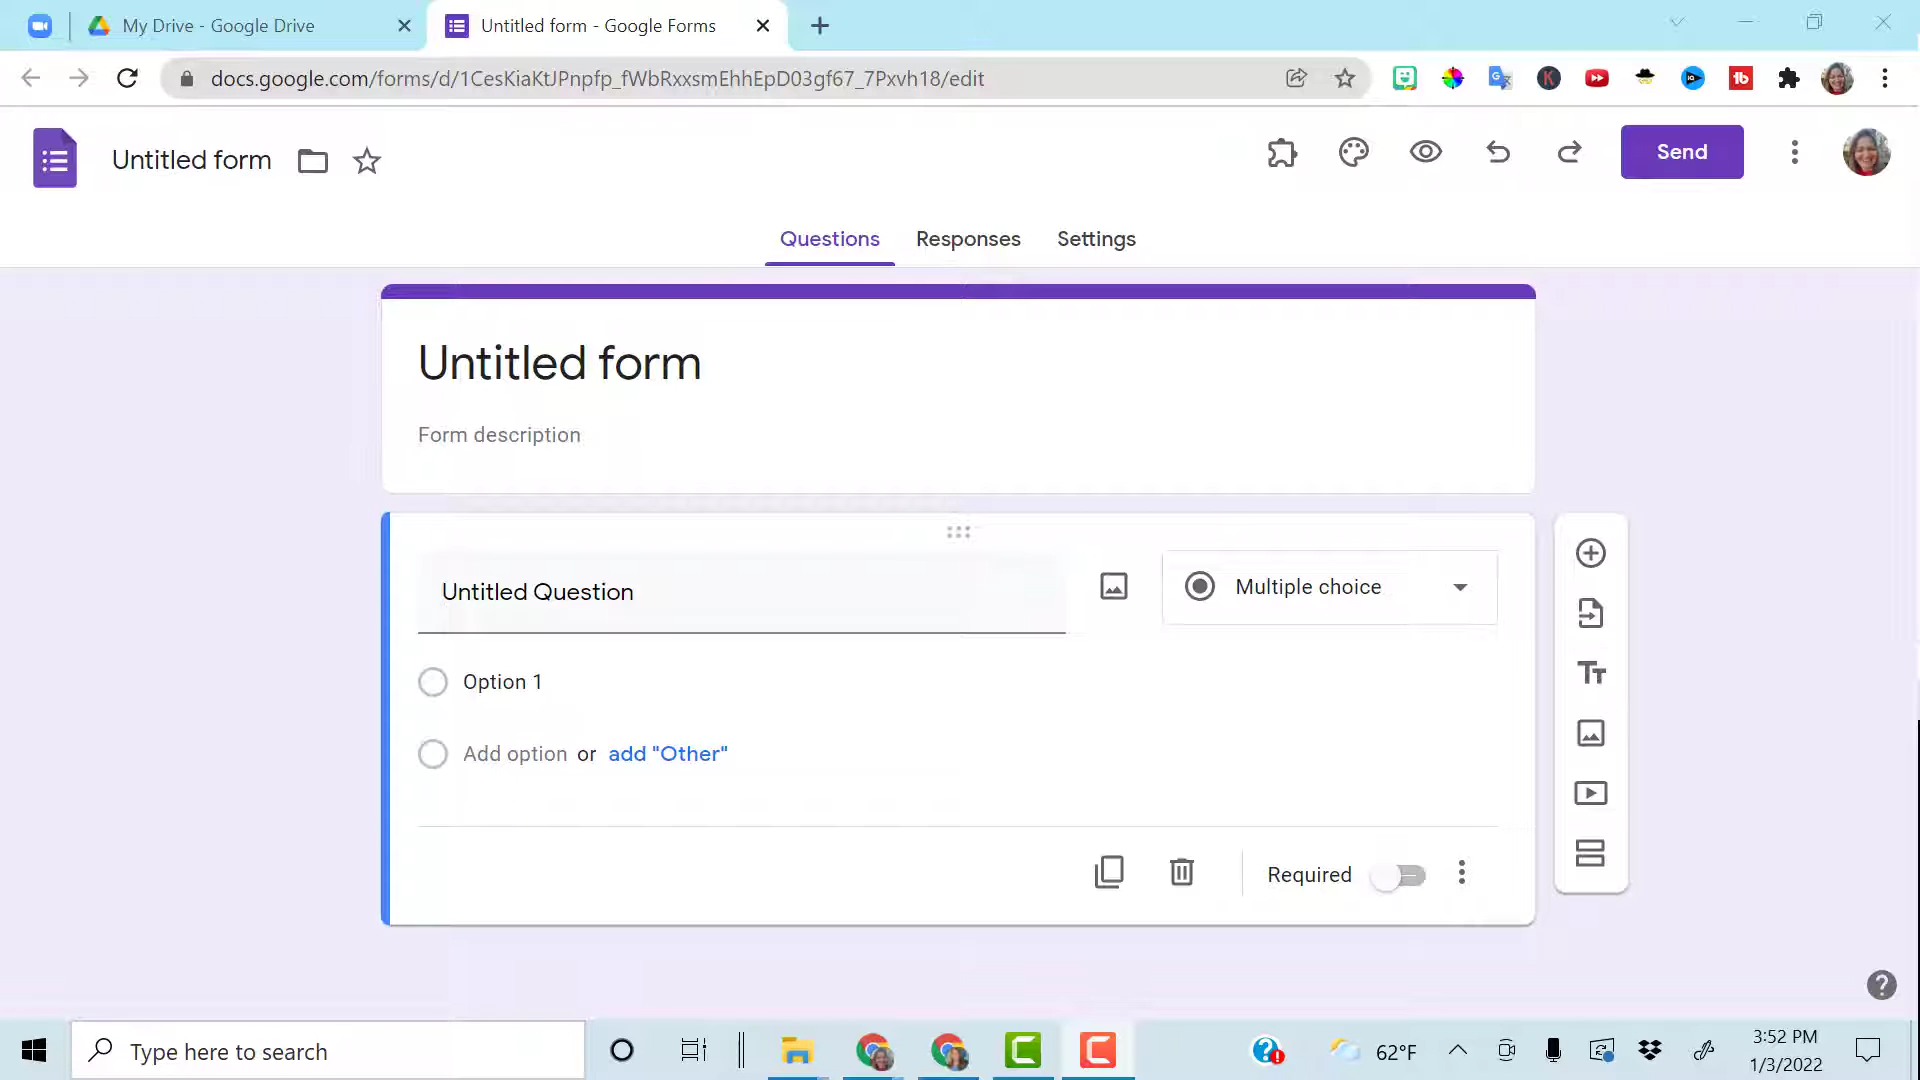 My Drive - Google Drive
Untitled form - Google Forms
docs.google.com/forms/d/1CesKiaKtJPnpfp_fWbRxxsmEhhEpD03gf67_7Pxvh18/edit
Untitled form
Send
Questions Responses Settings
Untitled form
Form description
Untitled Question
Multiple choice
Option 1
Add option or add "Other"
Required
Type here to search
62°F
3:52 PM
1/3/2022